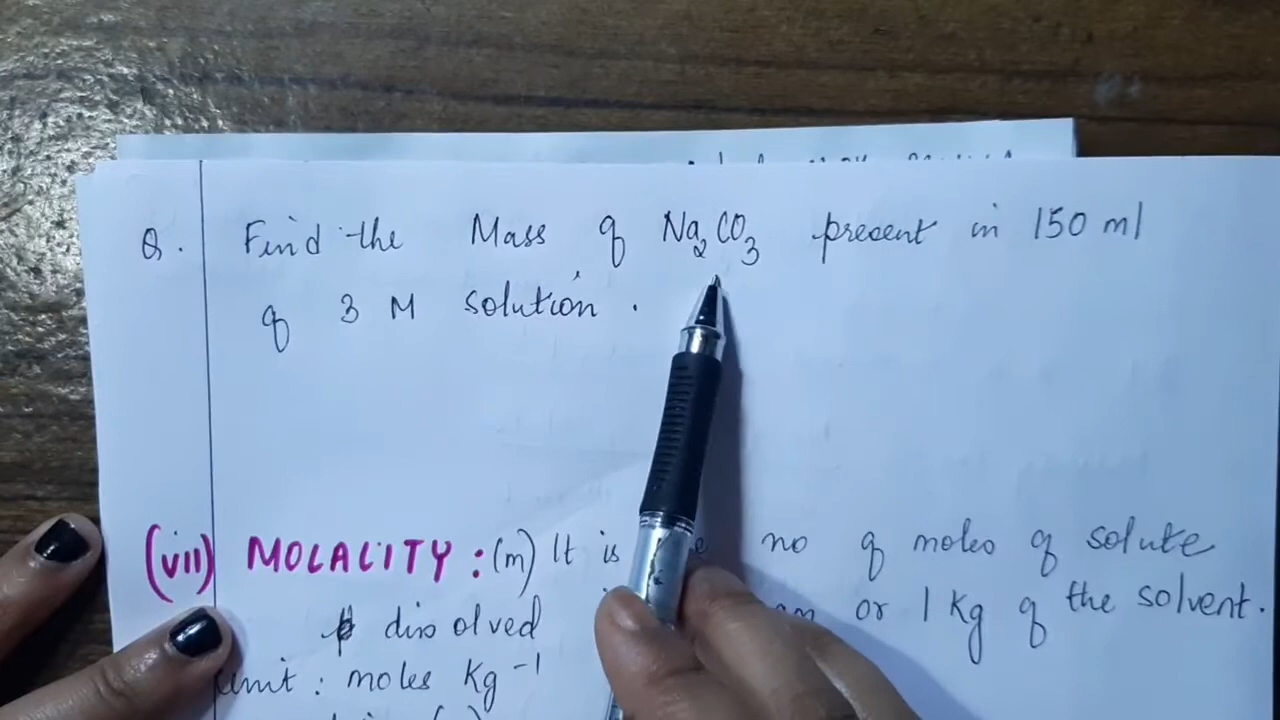 Q. Find the Mass of Na₂CO₃ present in 150 ml
of 3 M solution.
(vii) MOLALITY : (m) It is no of moles of solute
dissolved or 1 Kg of the solvent.
unit : moles Kg⁻¹